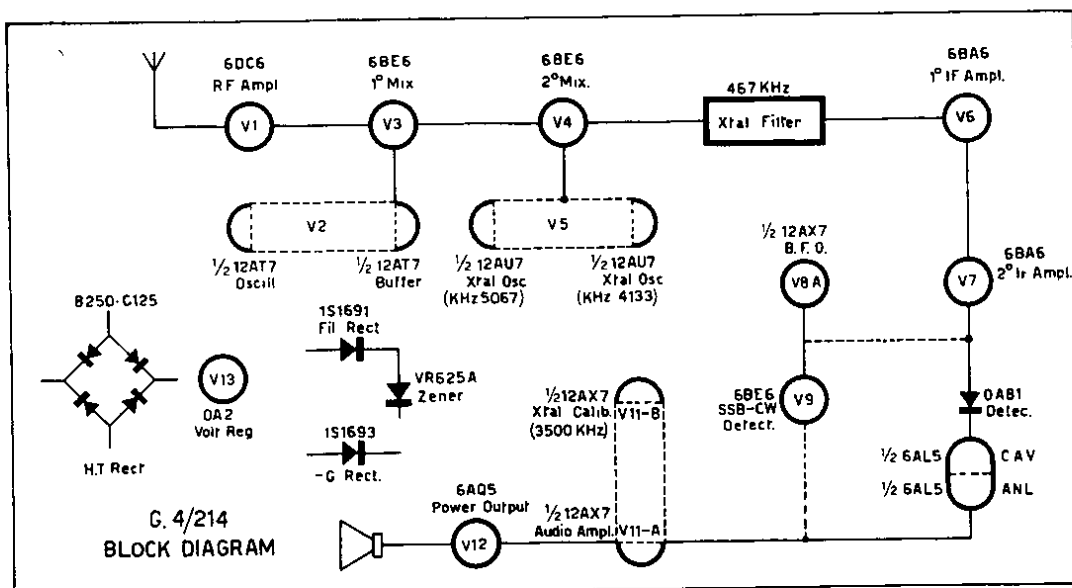 6DC6
RF Ampl
V1
6BE6
1° Mix
V3
6BE6
2° Mix.
V4
467 KHz
Xtal Filter
6BA6
1° IF Ampl.
V6
V2
½ 12AT7
Oscill
½ 12AT7
Buffer
V5
½ 12AU7
Xtal Osc
(KHz 5067)
½ 12AU7
Xtal Osc
(KHz 4133)
½ 12AX7
B.F.O.
V8A
6BA6
2° IF Ampl.
V7
B250-C125
H.T Rect
V13
OA2
Volt Reg
1S1691
Fil Rect
VR625A
Zener
1S1693
-G Rect.
½ 12AX7
Xtal Calib.
(3500 KHz)
V11-B
6BE6
SSB-CW
Detect.
V9
OA81
Detec.
½ 6AL5 CAV
½ 6AL5 ANL
6AQ5
Power Output
V12
½ 12AX7
Audio Ampl.
V11-A
G. 4/214
BLOCK DIAGRAM